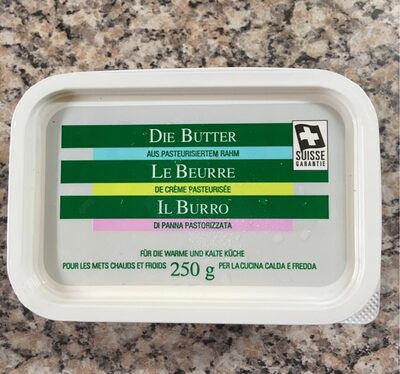 DIE BUTTER
AUS PASTEURISIERTEM RAHM
LE BEURRE
DE CRÈME PASTEURISÉE
IL BURRO
DI PANNA PASTORIZZATA
SUISSE
GARANTIE
FÜR DIE WARME UND KALTE KÜCHE
POUR LES METS CHAUDS ET FROIDS 250 g PER LA CUCINA CALDA E FREDDA